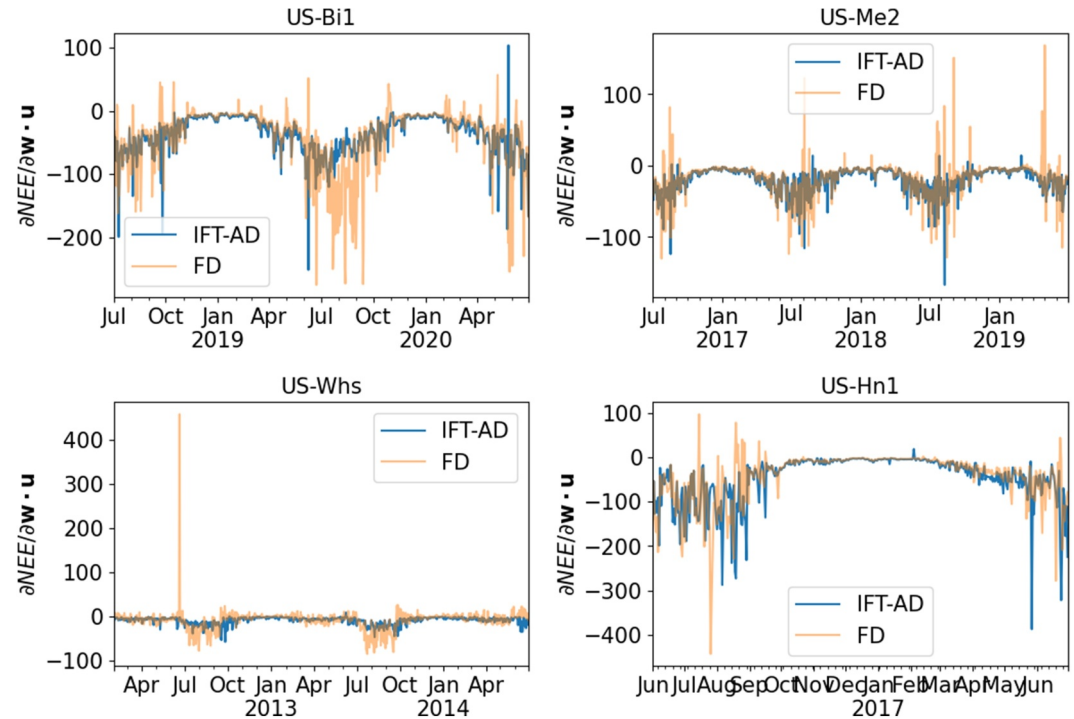 US-Bi1
100
0
−100
−200
∂NEE/∂w · u
IFT-AD
FD
Jul Oct Jan Apr Jul Oct Jan Apr
2019 2020
US-Me2
100
0
−100
∂NEE/∂w · u
IFT-AD
FD
Jul Jan Jul Jan Jul Jan
2017 2018 2019
US-Whs
400
300
200
100
0
−100
∂NEE/∂w · u
IFT-AD
FD
Apr Jul Oct Jan Apr Jul Oct Jan Apr
2013 2014
US-Hn1
100
0
−100
−200
−300
−400
∂NEE/∂w · u
IFT-AD
FD
Jun Jul Aug Sep Oct Nov Dec Jan Feb Mar Apr May Jun
2017